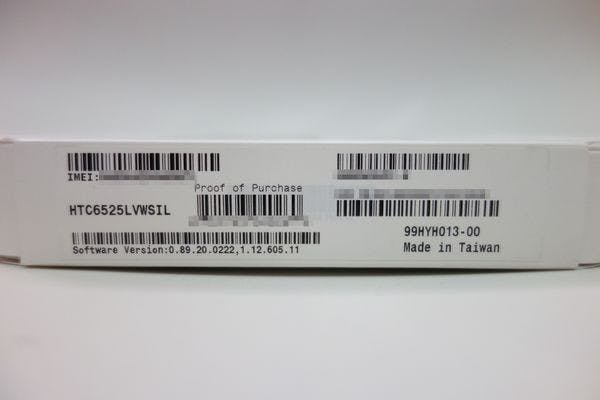 IMEI:
Proof of Purchase
HTC6525LVWSIL
99HYH013-00
Software Version:0.89.20.0222,1.12.605.11
Made in Taiwan